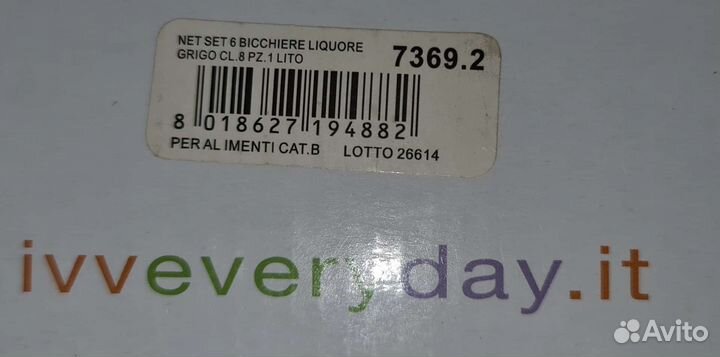 NET SET 6 BICCHIERE LIQUORE
GRIGO CL.8 PZ.1 LITO
7369.2
8 018627 194882
PER AL IMENTI CAT.B LOTTO 26614
ivveveryday.it
Avito